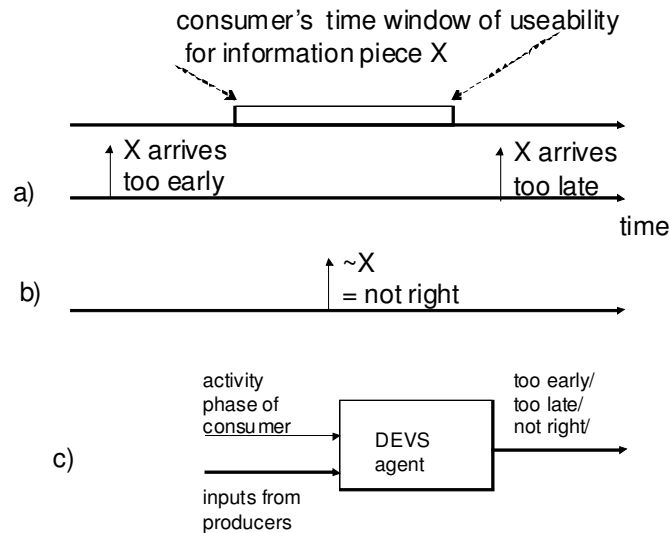 consumer's time window of useability
for information piece X
X arrives
too early
X arrives
too late
a)
time
~X
= not right
b)
activity
phase of
consumer
too early/
too late/
not right/
DEVS
agent
c)
inputs from
producers